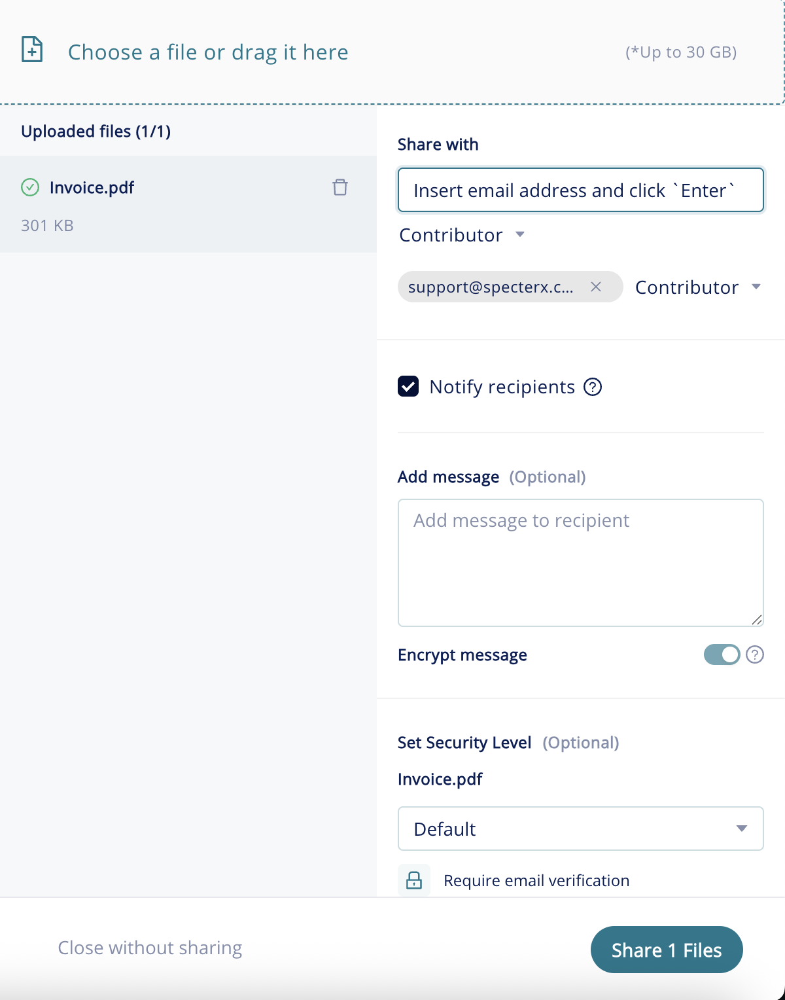 Choose a file or drag it here
(*Up to 30 GB)
Uploaded files (1/1)
Invoice.pdf
301 KB
Share with
Insert email address and click `Enter`
Contributor
support@specterx.c...
Contributor
Notify recipients
Add message (Optional)
Add message to recipient
Encrypt message
Set Security Level (Optional)
Invoice.pdf
Default
Require email verification
Close without sharing
Share 1 Files